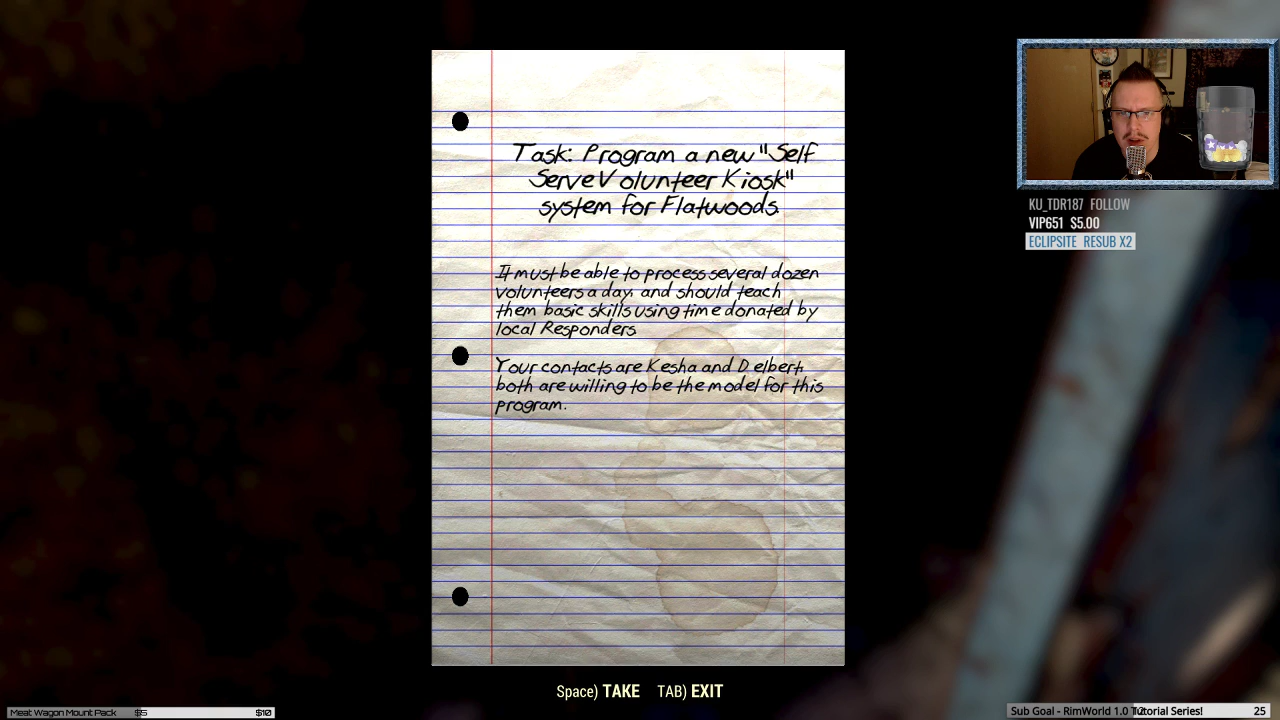 Task: Program a new "Self
Serve Volunteer Kiosk"
system for Flatwoods.
It must be able to process several dozen
volunteers a day, and should teach
them basic skills using time donated by
local Responders.
Your contacts are Kesha and Delbert,
both are willing to be the model for this
program.
Space) TAKE TAB) EXIT
KU_TDR187 FOLLOW
VIP651 $5.00
ECLIPSITE RESUB X2
Meat Wagon Mount Pack $5 $10
Sub Goal - RimWorld 1.0 Tutorial Series! 25